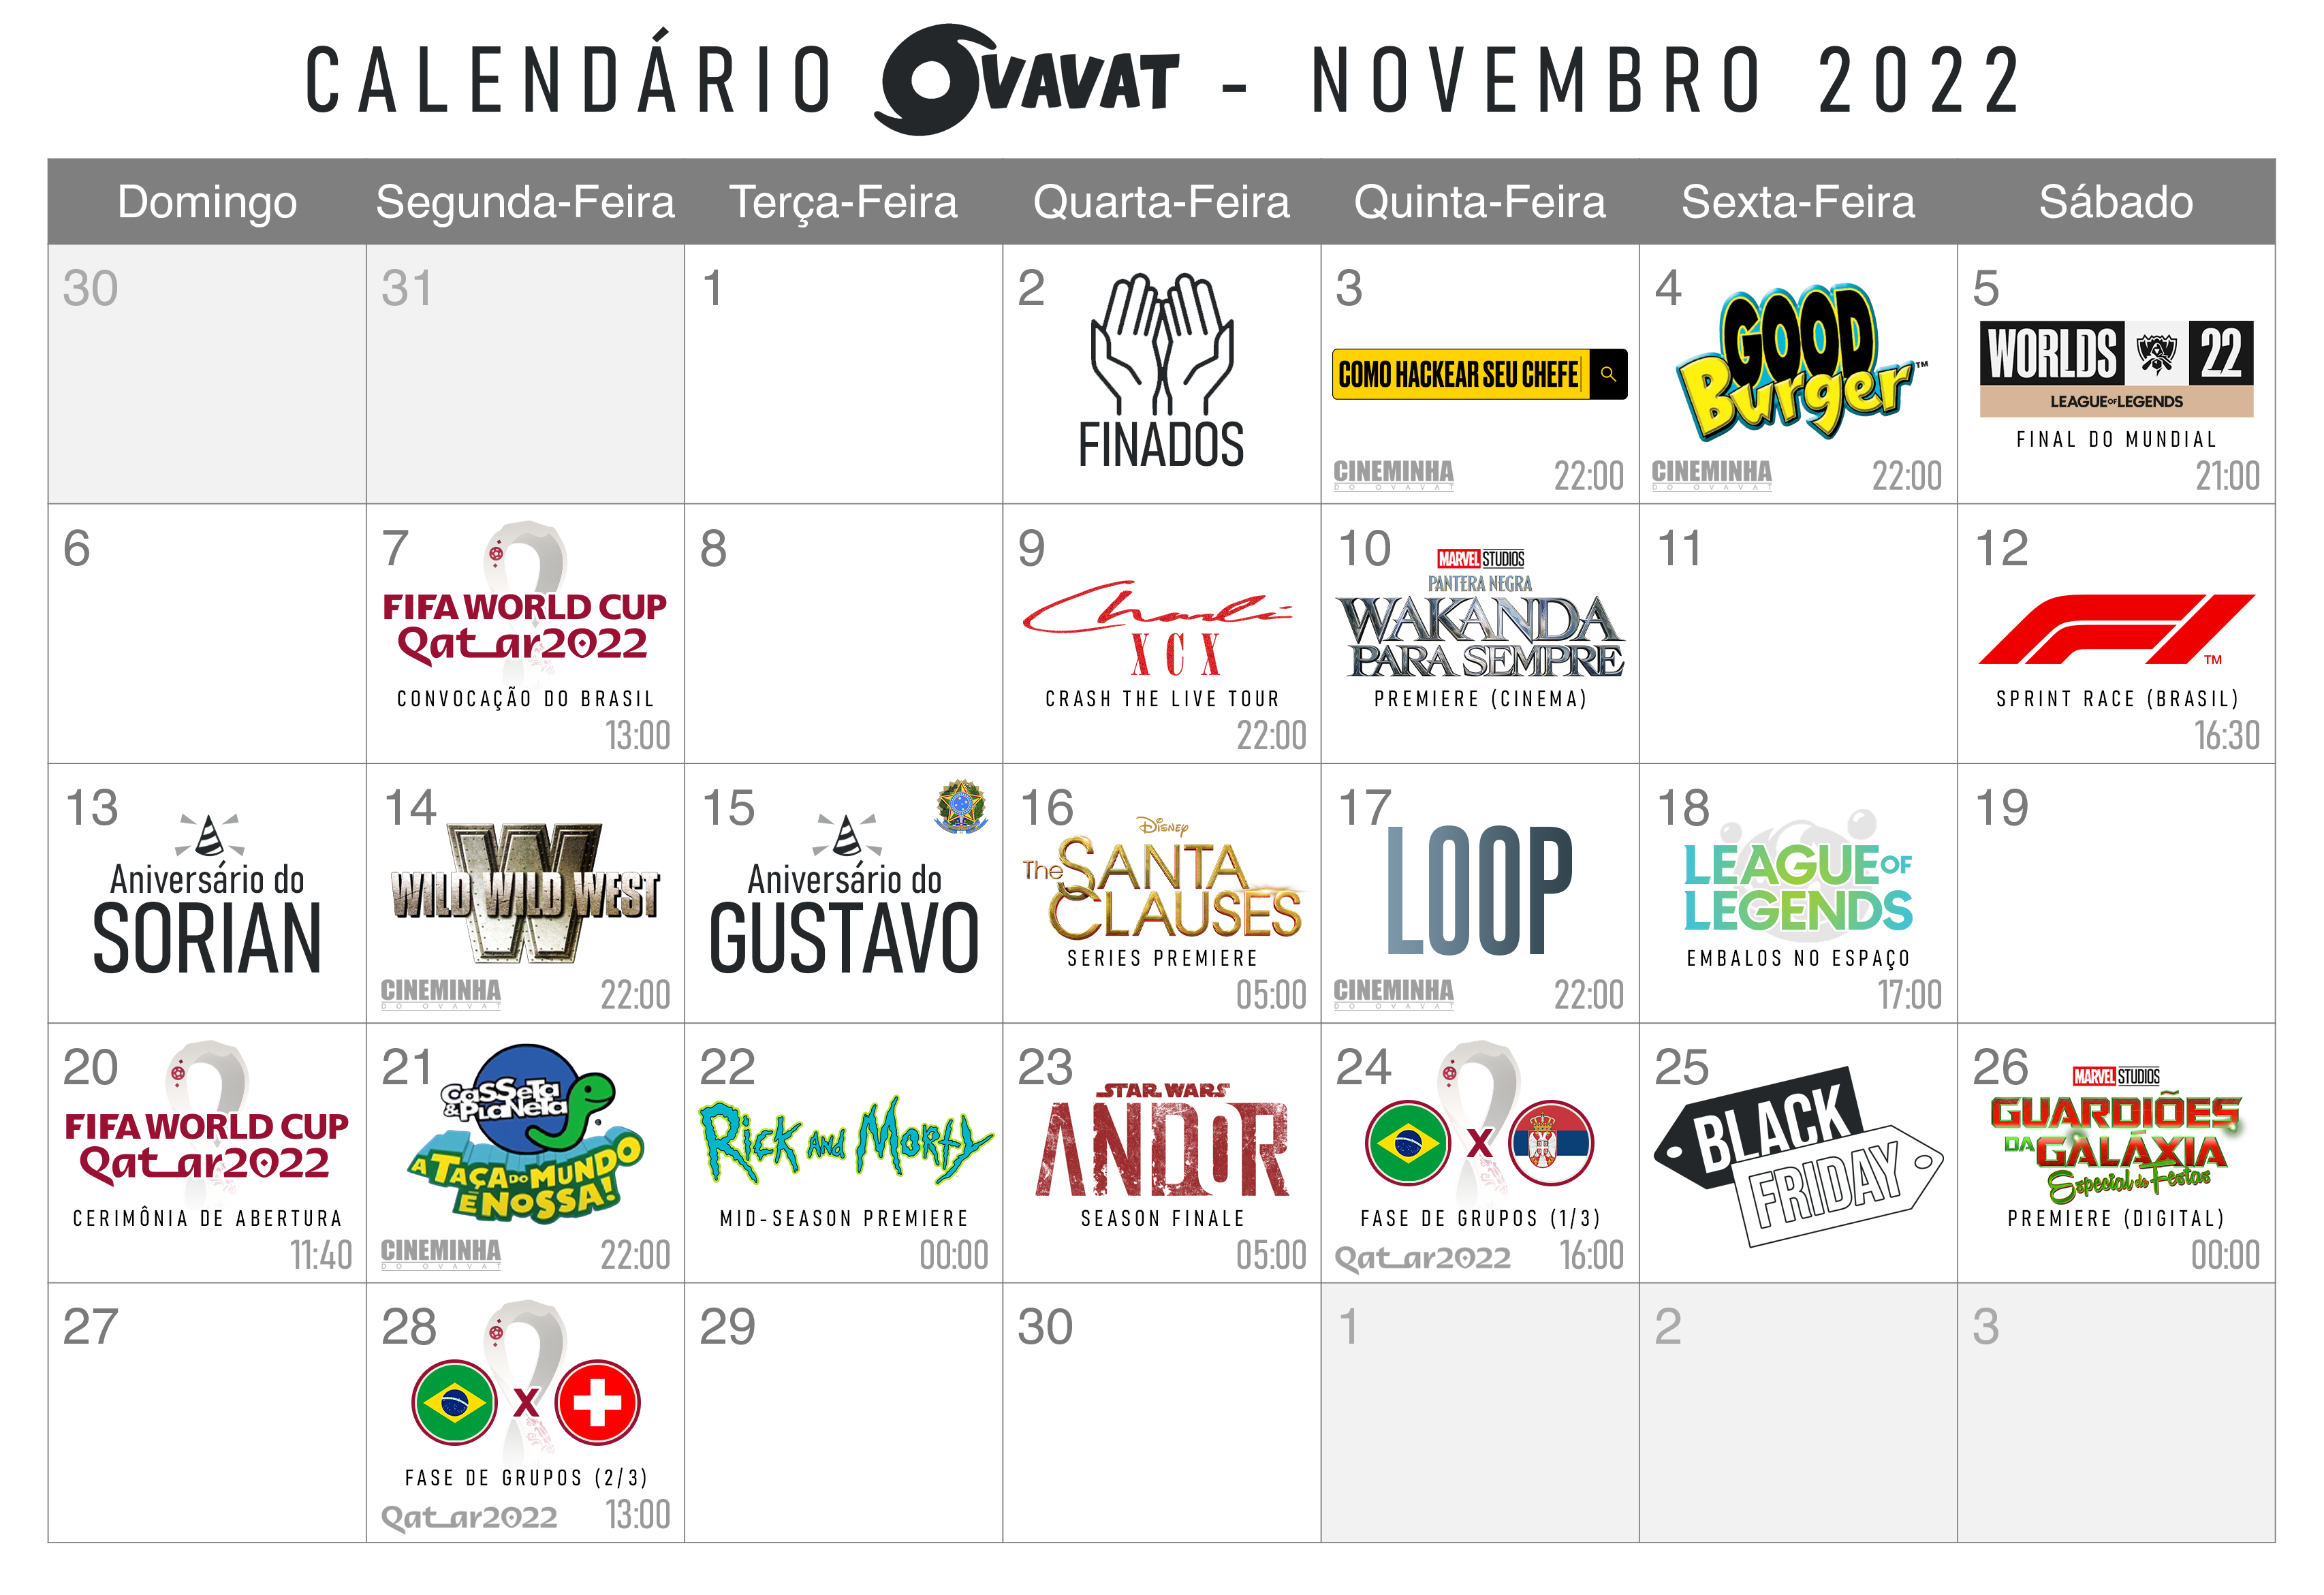 CALENDÁRIO OVAVAT - NOVEMBRO 2022
Domingo Segunda-Feira Terça-Feira Quarta-Feira Quinta-Feira Sexta-Feira Sábado
30
31
1
2
FINADOS
3
COMO HACKEAR SEU CHEFE
CINEMINHA
DO OVAVAT
22:00
4
GOOD
Burger™
CINEMINHA
DO OVAVAT
22:00
5
WORLDS 22
LEAGUE OF LEGENDS
FINAL DO MUNDIAL
21:00
6
7
FIFA WORLD CUP
Qatar2022
CONVOCAÇÃO DO BRASIL
13:00
8
9
Charli
XCX
CRASH THE LIVE TOUR
22:00
10
MARVEL STUDIOS
PANTERA NEGRA
WAKANDA
PARA SEMPRE
PREMIERE (CINEMA)
11
12
F1™
SPRINT RACE (BRASIL)
16:30
13
Aniversário do
SORIAN
14
W
WILD WILD WEST
CINEMINHA
DO OVAVAT
22:00
15
Aniversário do
GUSTAVO
16
Disney
The SANTA
CLAUSES
SERIES PREMIERE
05:00
17
LOOP
CINEMINHA
DO OVAVAT
22:00
18
LEAGUE OF
LEGENDS
EMBALOS NO ESPAÇO
17:00
19
20
FIFA WORLD CUP
Qatar2022
CERIMÔNIA DE ABERTURA
11:40
21
CASSETA
& PLANETA
A TAÇA DO MUNDO
É NOSSA!
CINEMINHA
DO OVAVAT
22:00
22
RICK AND MORTY
MID-SEASON PREMIERE
00:00
23
STAR WARS
ANDOR
SEASON FINALE
05:00
24
X
FASE DE GRUPOS (1/3)
Qatar2022
16:00
25
BLACK
FRIDAY
26
MARVEL STUDIOS
GUARDIÕES
DA GALÁXIA
Especial de Festas
PREMIERE (DIGITAL)
00:00
27
28
X
FASE DE GRUPOS (2/3)
Qatar2022
13:00
29
30
1
2
3